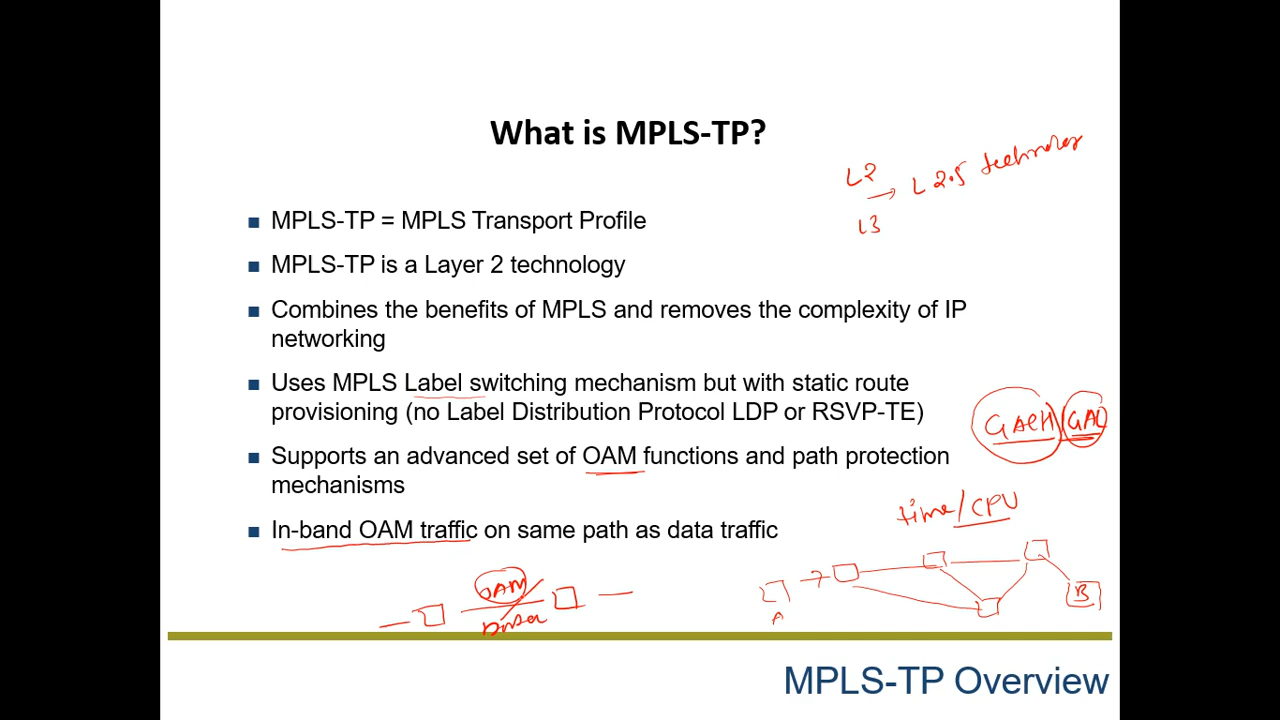 What is MPLS-TP?
L2
→ L 2.5 technology
L3
■ MPLS-TP = MPLS Transport Profile
■ MPLS-TP is a Layer 2 technology
■ Combines the benefits of MPLS and removes the complexity of IP
networking
■ Uses MPLS Label switching mechanism but with static route
provisioning (no Label Distribution Protocol LDP or RSVP-TE)
GACH GAL
■ Supports an advanced set of OAM functions and path protection
mechanisms
time/CPU
■ In-band OAM traffic on same path as data traffic
OAM
A
B
MPLS-TP Overview